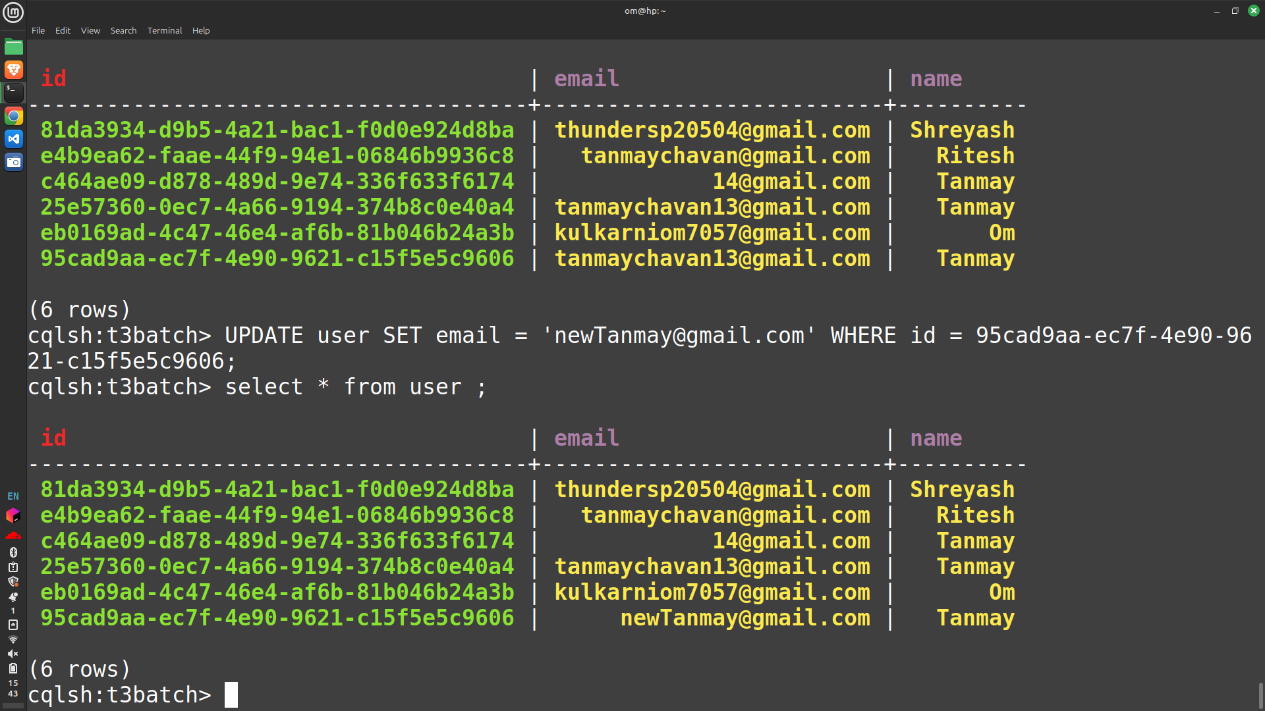 om@hp: ~
File Edit View Search Terminal Help
id | email | name
--------------------------------------+--------------------------+----------
81da3934-d9b5-4a21-bac1-f0d0e924d8ba | thundersp20504@gmail.com | Shreyash
e4b9ea62-faae-44f9-94e1-06846b9936c8 | tanmaychavan@gmail.com | Ritesh
c464ae09-d878-489d-9e74-336f633f6174 | 14@gmail.com | Tanmay
25e57360-0ec7-4a66-9194-374b8c0e40a4 | tanmaychavan13@gmail.com | Tanmay
eb0169ad-4c47-46e4-af6b-81b046b24a3b | kulkarniom7057@gmail.com | Om
95cad9aa-ec7f-4e90-9621-c15f5e5c9606 | tanmaychavan13@gmail.com | Tanmay
(6 rows)
cqlsh:t3batch> UPDATE user SET email = 'newTanmay@gmail.com' WHERE id = 95cad9aa-ec7f-4e90-96
21-c15f5e5c9606;
cqlsh:t3batch> select * from user ;
id | email | name
--------------------------------------+--------------------------+----------
81da3934-d9b5-4a21-bac1-f0d0e924d8ba | thundersp20504@gmail.com | Shreyash
e4b9ea62-faae-44f9-94e1-06846b9936c8 | tanmaychavan@gmail.com | Ritesh
c464ae09-d878-489d-9e74-336f633f6174 | 14@gmail.com | Tanmay
25e57360-0ec7-4a66-9194-374b8c0e40a4 | tanmaychavan13@gmail.com | Tanmay
eb0169ad-4c47-46e4-af6b-81b046b24a3b | kulkarniom7057@gmail.com | Om
95cad9aa-ec7f-4e90-9621-c15f5e5c9606 | newTanmay@gmail.com | Tanmay
(6 rows)
cqlsh:t3batch>
EN
1
15
43